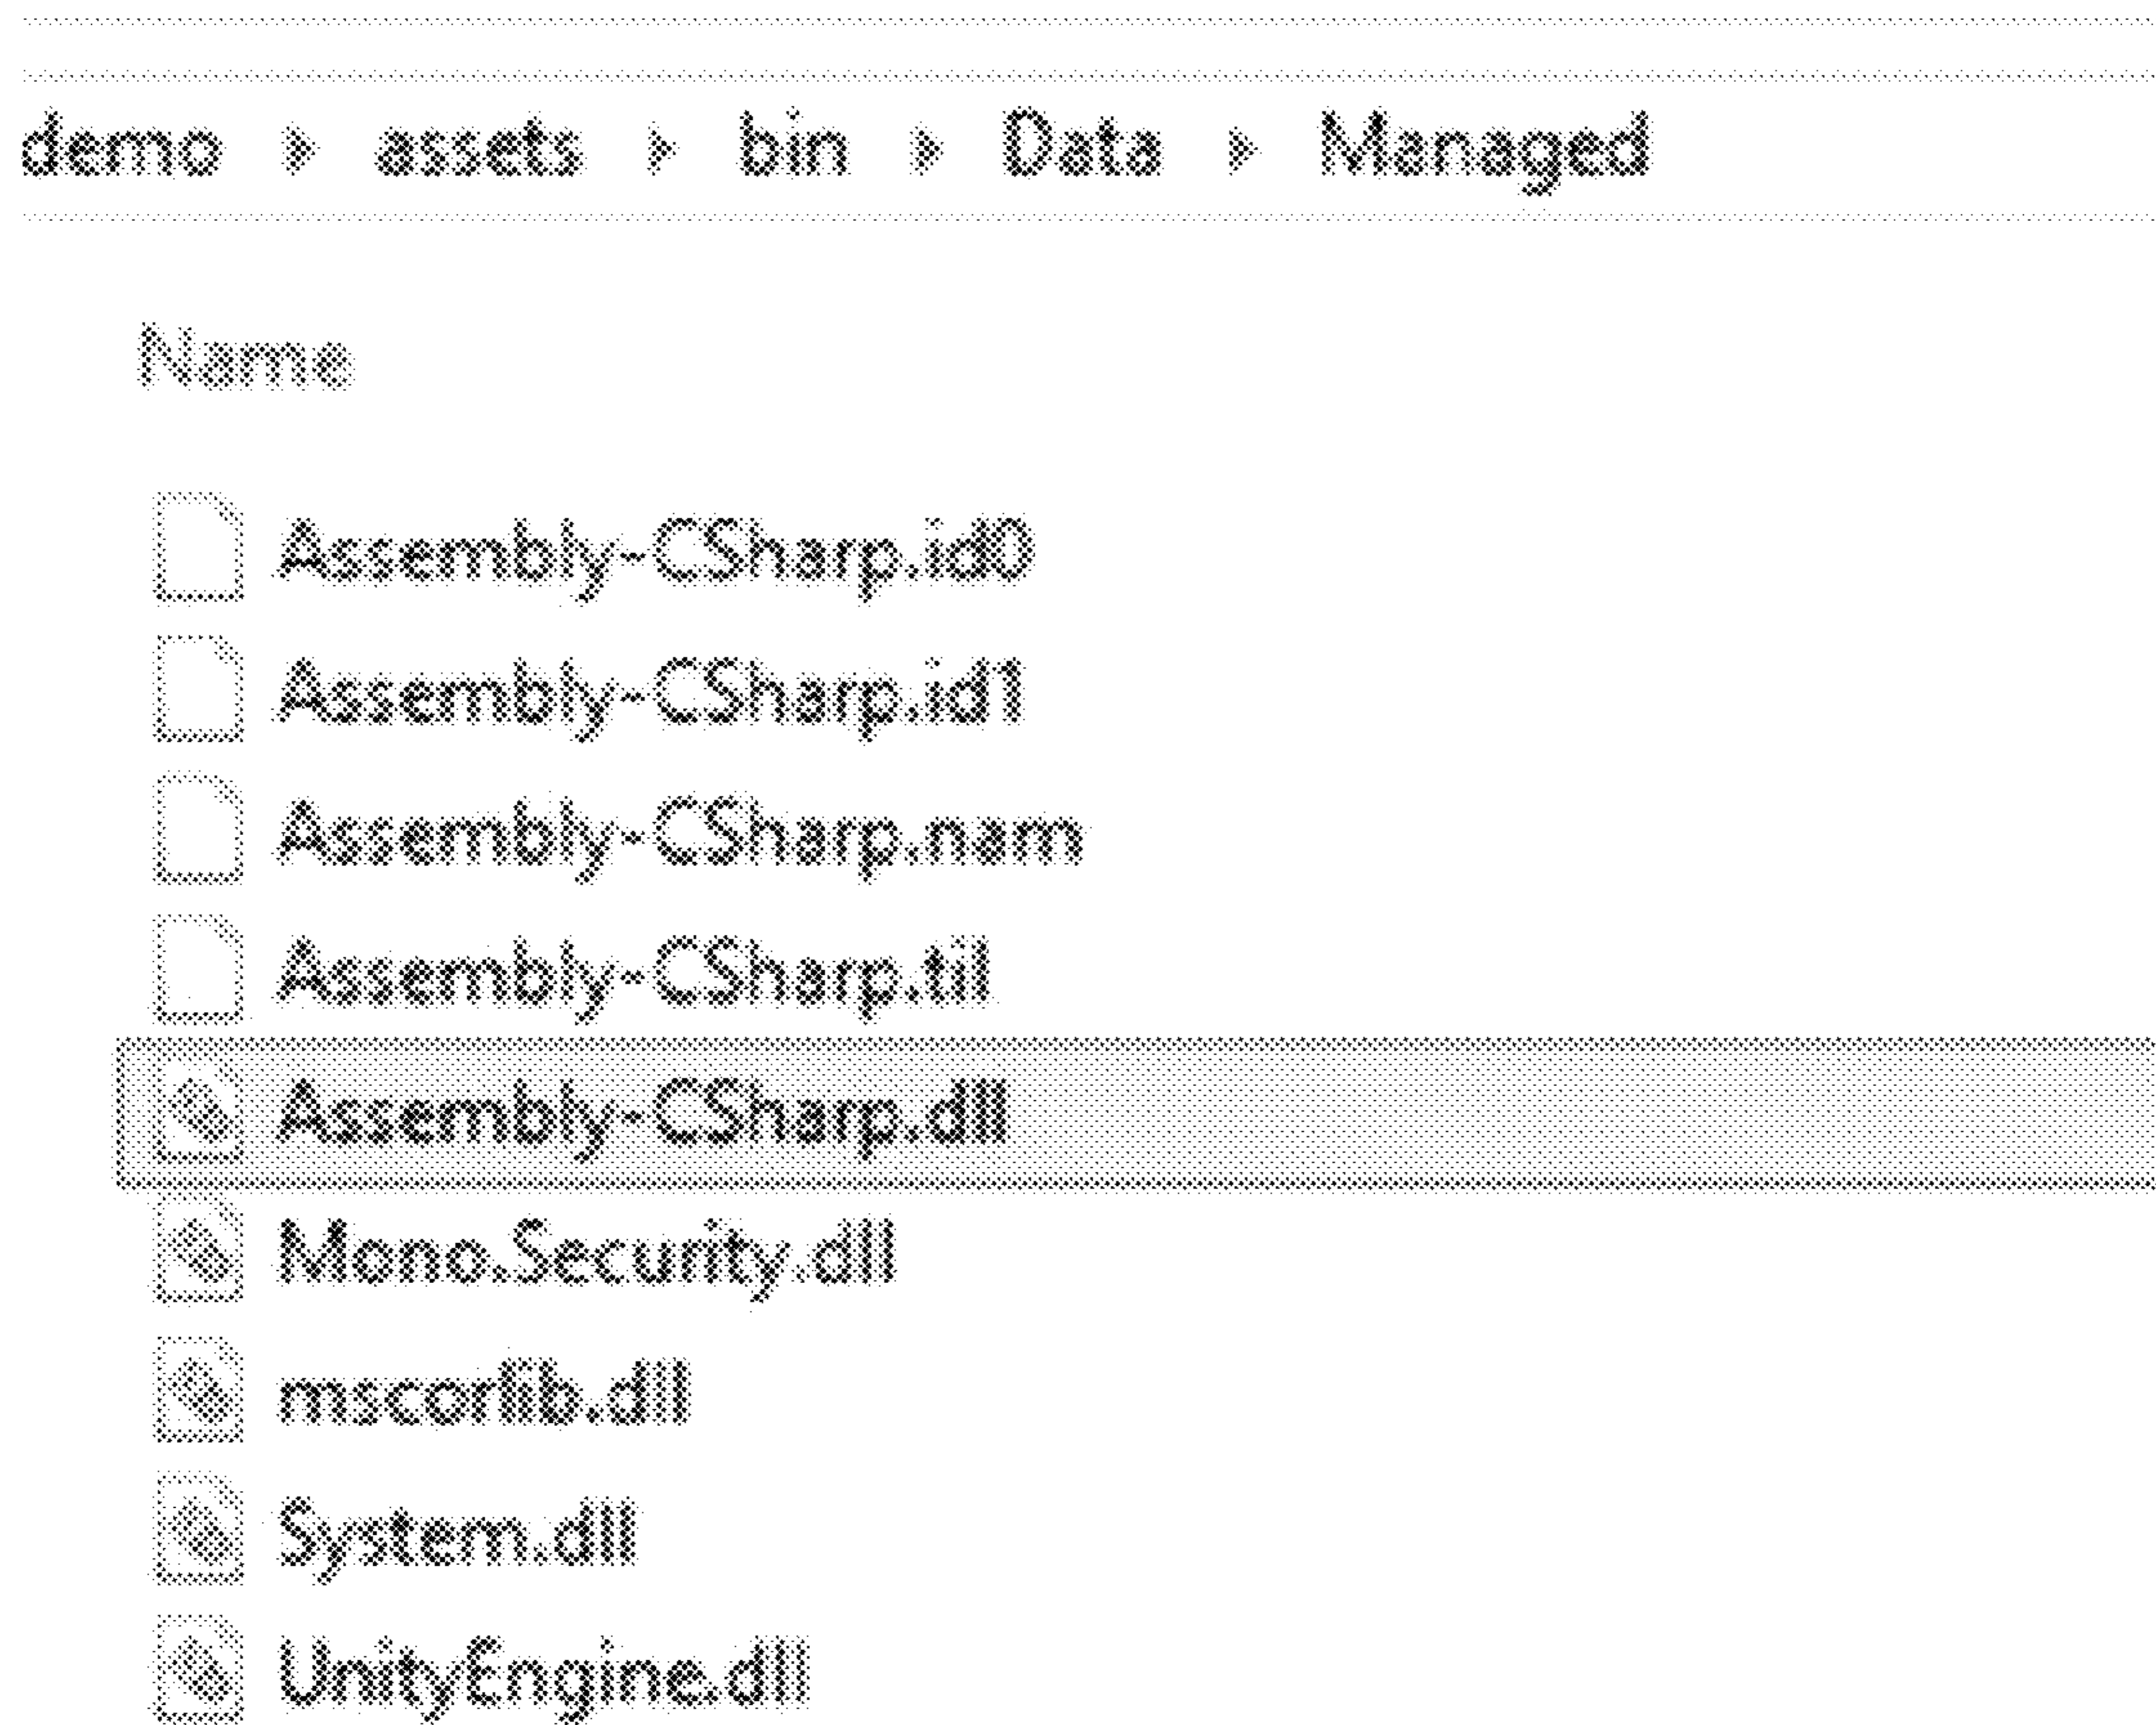 demo assets bin Data Managed
Name
Assembly-CSharp.id0
Assembly-CSharp.id1
Assembly-CSharp.nam
Assembly-CSharp.til
Assembly-CSharp.dll
Mono.Security.dll
mscorlib.dll
System.dll
UnityEngine.dll